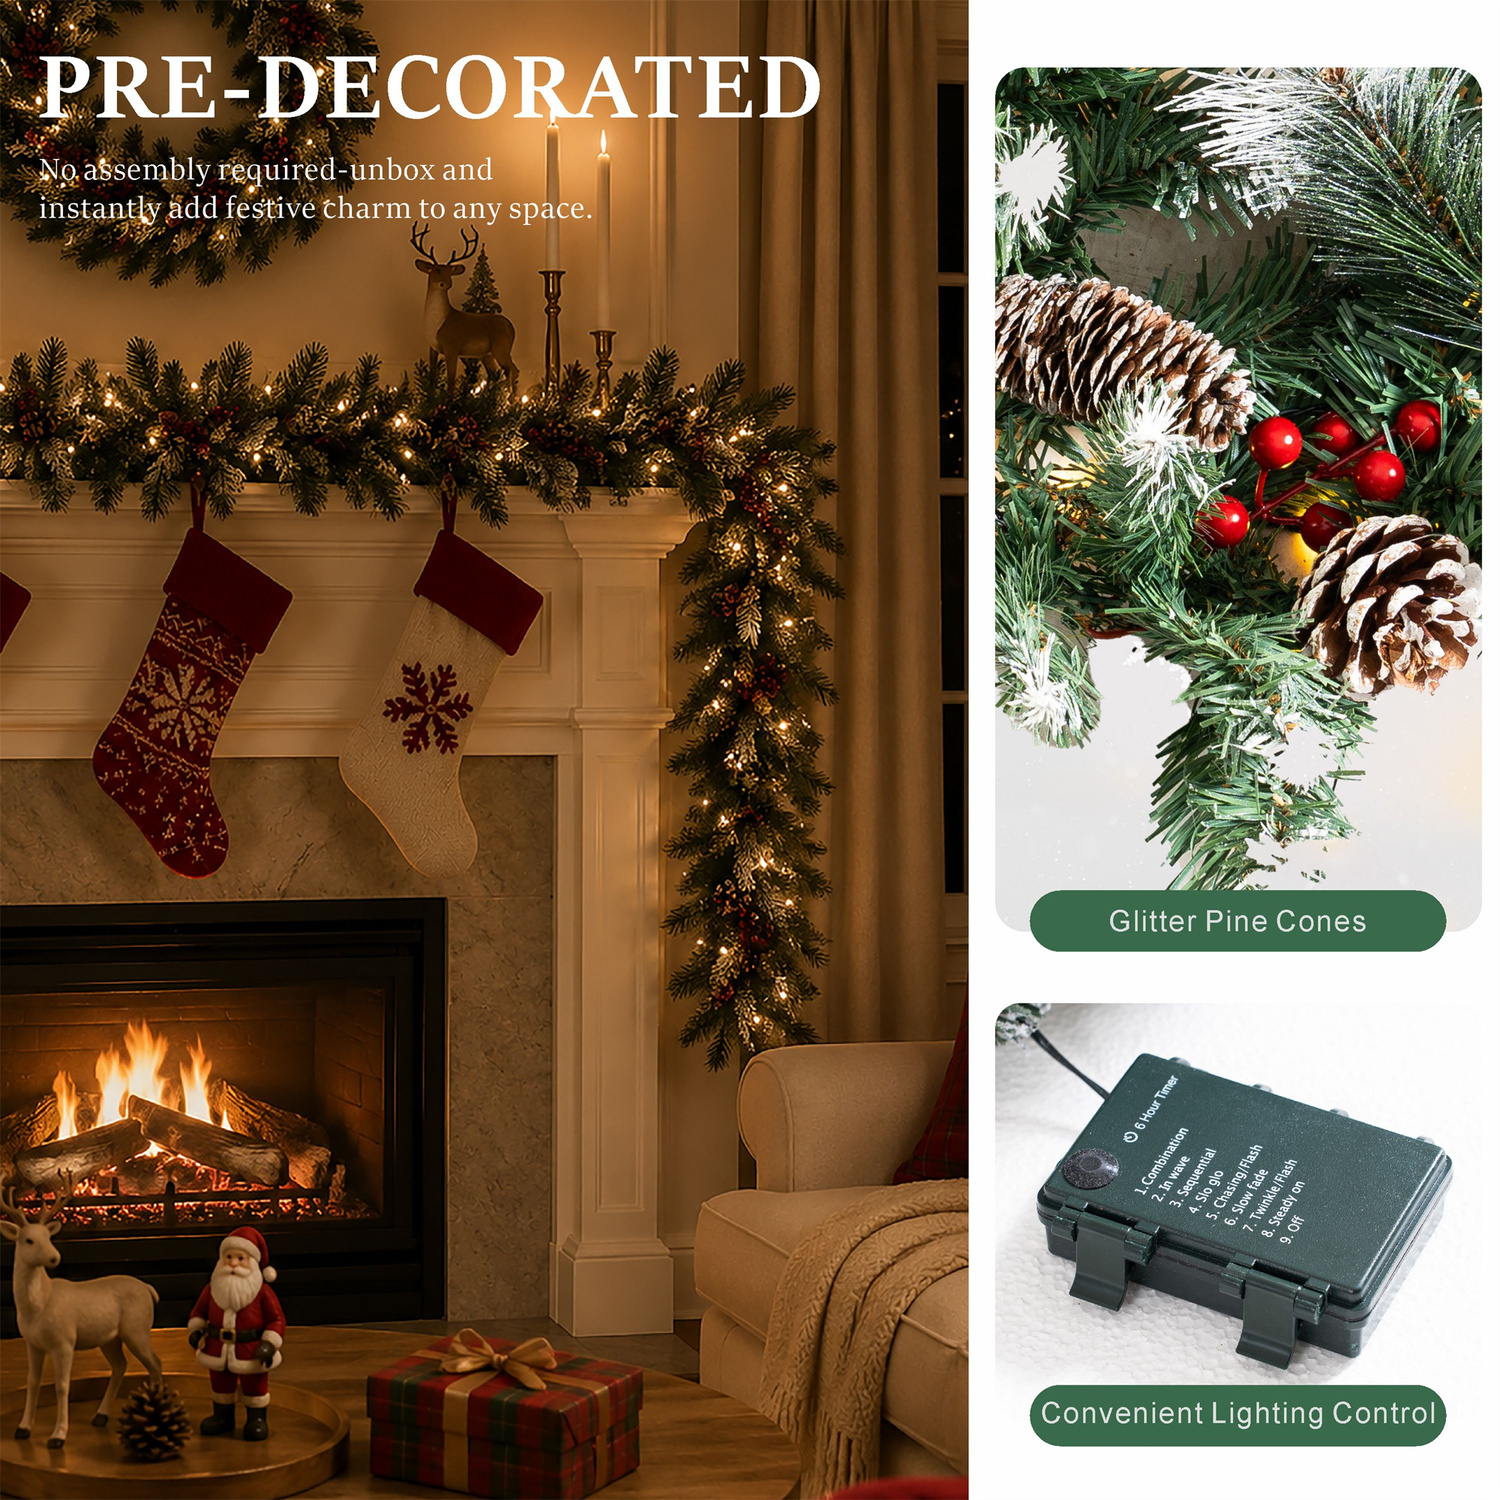 PRE-DECORATED
No assembly required-unbox and
instantly add festive charm to any space.
Glitter Pine Cones
6 Hour Timer
1. Combination
2. In wave
3. Sequential
4. Slo glo
5. Chasing/Flash
6. Slow fade
7. Twinkle/Flash
8. Steady on
9. Off
Convenient Lighting Control